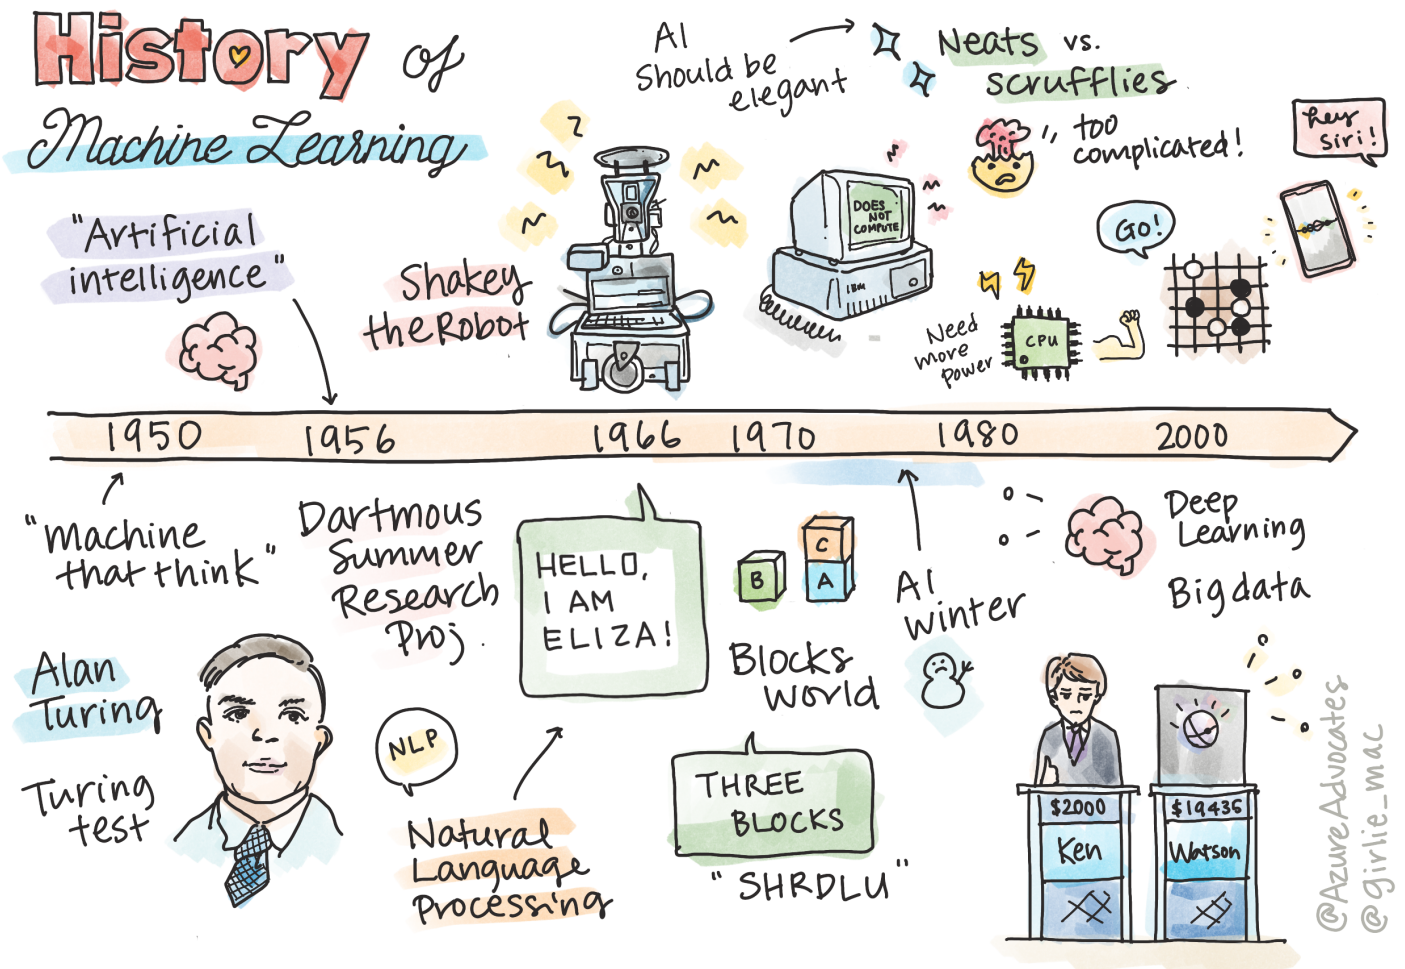 History of
Machine Learning
AI
Should be
elegant
Neats vs.
scrufflies
too
complicated!
hey
siri!
"Artificial
intelligence"
Shakey
the Robot
DOES
NOT
COMPUTE
IBM
GO!
Need
more
power
CPU
1950 1956 1966 1970 1980 2000
"Machine
that think"
Alan
Turing
Turing
test
Dartmous
Summer
Research
Proj.
HELLO,
I AM
ELIZA!
NLP
Natural
Language
Processing
B
C
A
Blocks
world
THREE
BLOCKS
"SHRDLU"
AI
winter
Deep
Learning
Big data
$2000
Ken
$19435
Watson
@AzureAdvocates
@girlie_mac